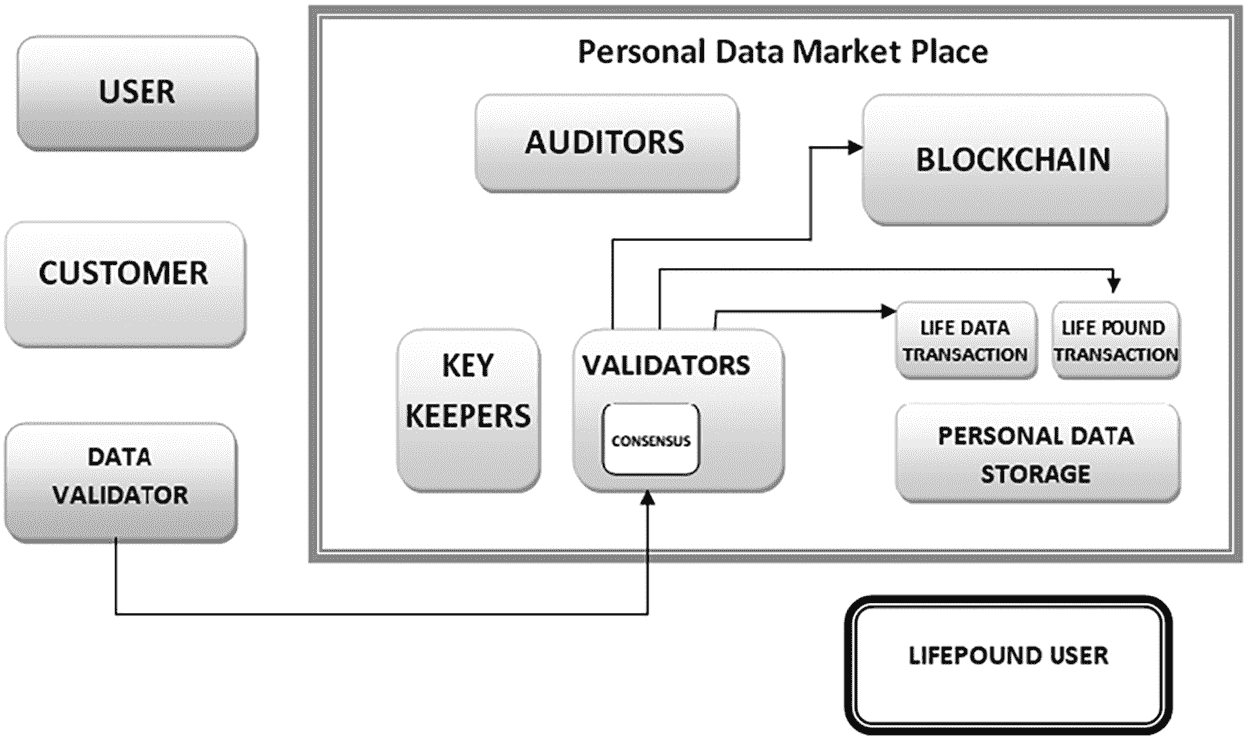 Personal Data Market Place
USER
AUDITORS
BLOCKCHAIN
CUSTOMER
KEY
KEEPERS
VALIDATORS
CONSENSUS
LIFE DATA
TRANSACTION
LIFE POUND
TRANSACTION
PERSONAL DATA
STORAGE
DATA
VALIDATOR
LIFEPOUND USER